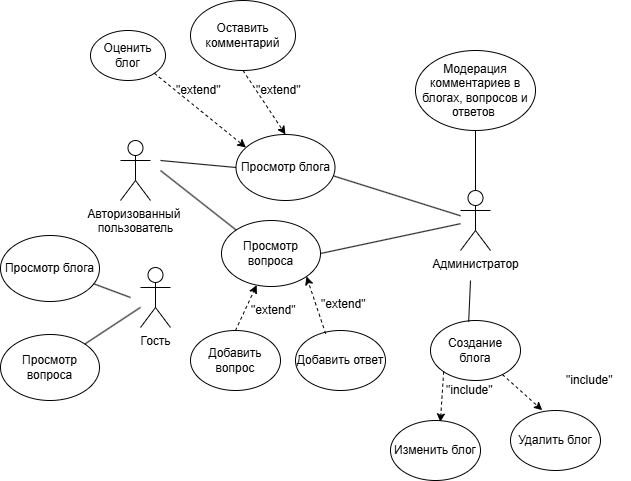 Оставить
комментарий
Оценить
блог
"extend"
"extend"
Модерация
комментариев в
блогах, вопросов и
ответов
Просмотр блога
Авторизованный
пользователь
Просмотр
вопроса
Администратор
Просмотр блога
Гость
Просмотр
вопроса
"extend"
"extend"
Добавить
вопрос
Добавить ответ
Создание
блога
"include"
"include"
Изменить блог
Удалить блог